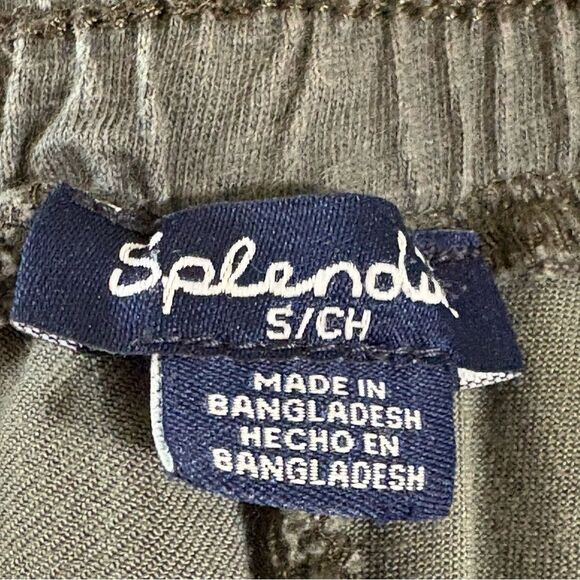 Splendid
S/CH
MADE IN
BANGLADESH
HECHO EN
BANGLADESH